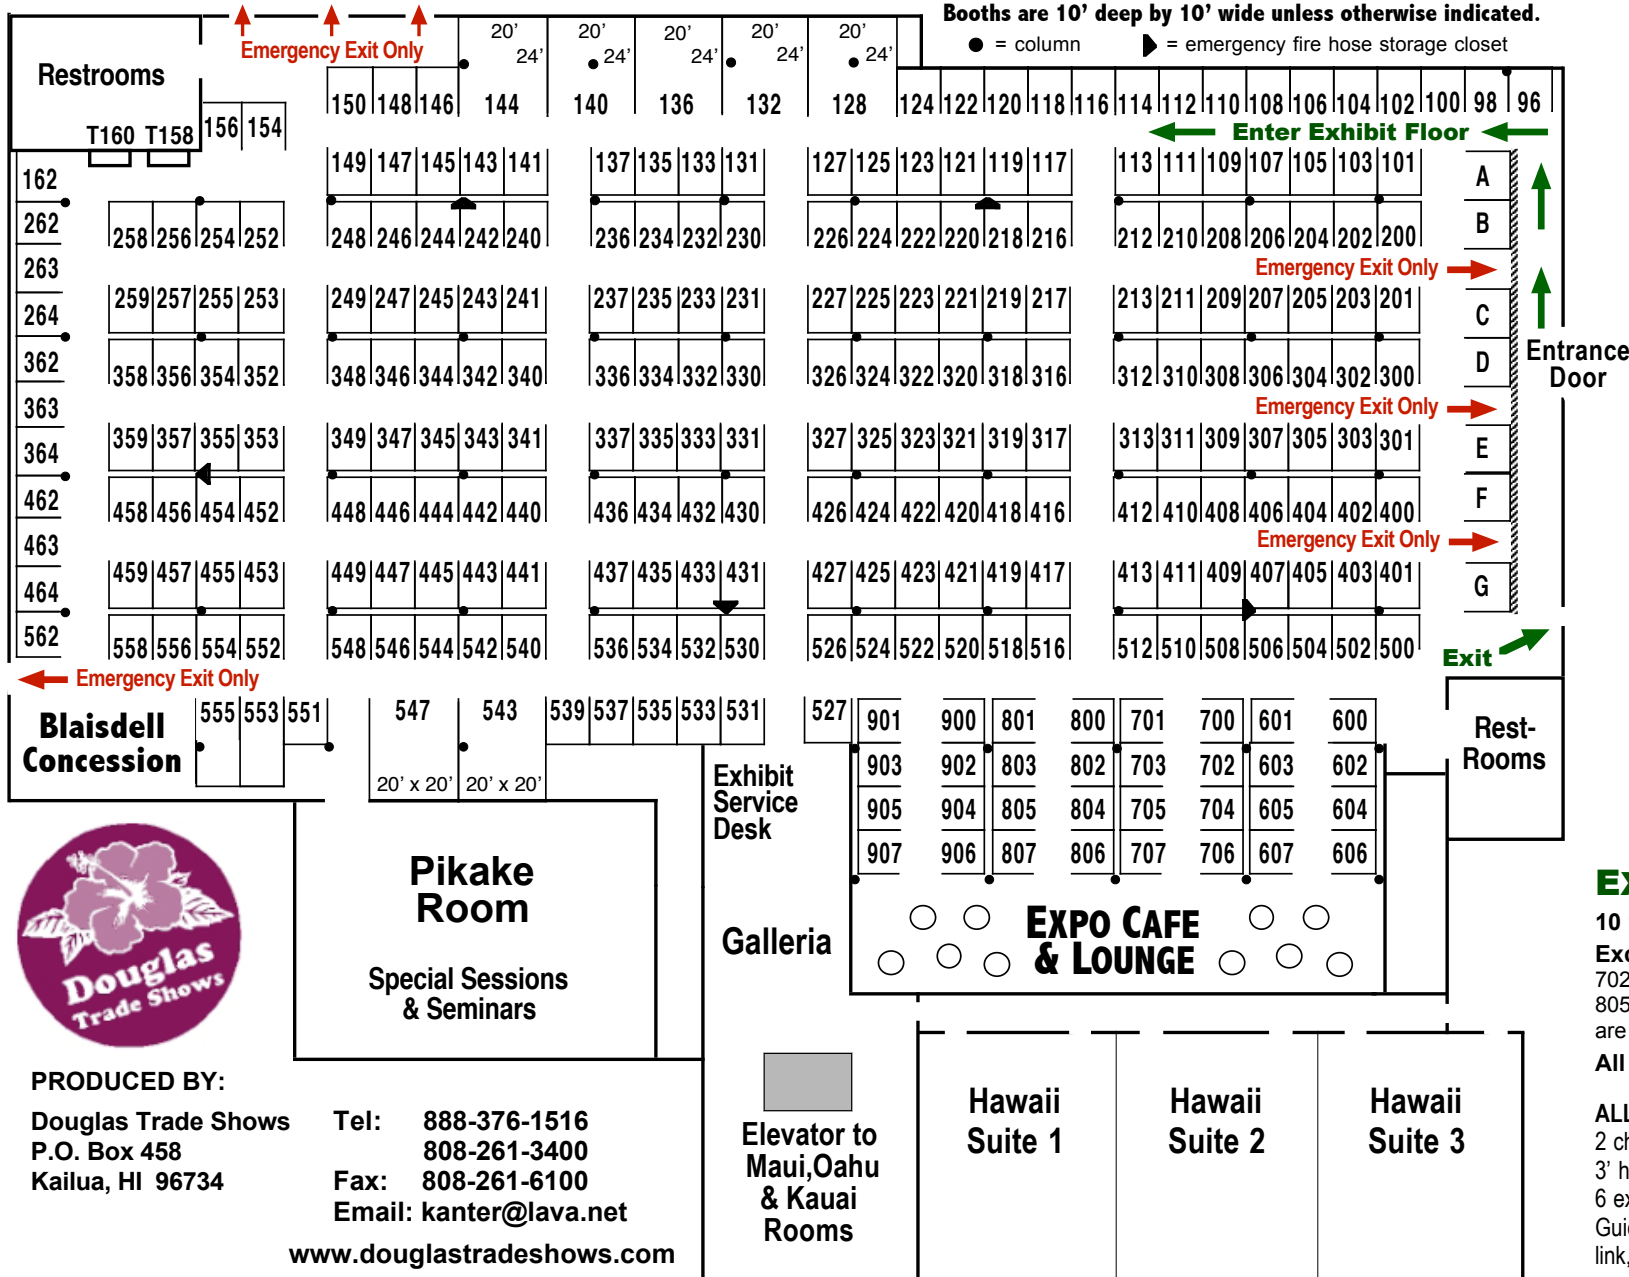 Booths are 10’ deep by 10’ wide unless otherwise indicated.
= column = emergency fire hose storage closet
Emergency Exit Only
Restrooms
20’ 20’ 20’ 20’ 20’
24’ 24’ 24’ 24’ 24’
150 148 146 144 140 136 132 128 124 122 120 118 116 114 112 110 108 106 104 102 100 98 96
T160 T158 156 154
Enter Exhibit Floor
162 149 147 145 143 141 137 135 133 131 127 125 123 121 119 117 113 111 109 107 105 103 101 A
262 258 256 254 252 248 246 244 242 240 236 234 232 230 226 224 222 220 218 216 212 210 208 206 204 202 200 B
263 Emergency Exit Only
264 259 257 255 253 249 247 245 243 241 237 235 233 231 227 225 223 221 219 217 213 211 209 207 205 203 201 C
Entrance
Door
362 358 356 354 352 348 346 344 342 340 336 334 332 330 326 324 322 320 318 316 312 310 308 306 304 302 300 D
363 Emergency Exit Only
364 359 357 355 353 349 347 345 343 341 337 335 333 331 327 325 323 321 319 317 313 311 309 307 305 303 301 E
462 458 456 454 452 448 446 444 442 440 436 434 432 430 426 424 422 420 418 416 412 410 408 406 404 402 400 F
463 Emergency Exit Only
464 459 457 455 453 449 447 445 443 441 437 435 433 431 427 425 423 421 419 417 413 411 409 407 405 403 401 G
562 558 556 554 552 548 546 544 542 540 536 534 532 530 526 524 522 520 518 516 512 510 508 506 504 502 500
Exit
Emergency Exit Only
Blaisdell
Concession
555 553 551 547 543 539 537 535 533 531 527
20’ x 20’ 20’ x 20’
901 900 801 800 701 700 601 600
903 902 803 802 703 702 603 602
905 904 805 804 705 704 605 604
907 906 807 806 707 706 607 606
Rest-
Rooms
Exhibit
Service
Desk
Pikake
Room
Special Sessions
& Seminars
Galleria
EXPO CAFE
& LOUNGE
Douglas
Trade Shows
Elevator to
Maui,Oahu
& Kauai
Rooms
Hawaii
Suite 1
Hawaii
Suite 2
Hawaii
Suite 3
PRODUCED BY:
Douglas Trade Shows
P.O. Box 458
Kailua, HI 96734
Tel: 888-376-1516
808-261-3400
Fax: 808-261-6100
Email: kanter@lava.net
www.douglastradeshows.com
10
702
805
are
All
2
3’
6
link,